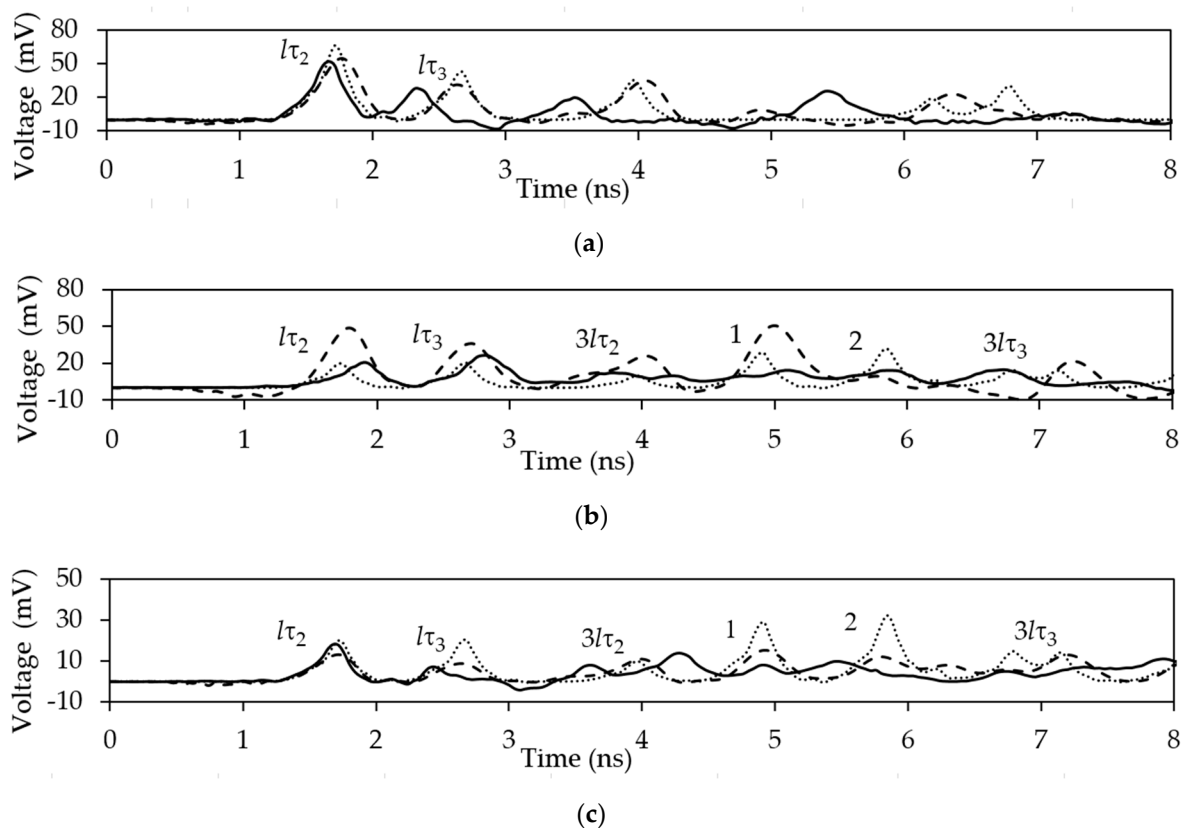 80
50
20
-10
Voltage (mV)
lτ₂
lτ₃
0 1 2 3 4 5 6 7 8
Time (ns)
(a)
80
50
20
-10
Voltage (mV)
lτ₂
lτ₃
3lτ₂
1
2
3lτ₃
0 1 2 3 4 5 6 7 8
Time (ns)
(b)
50
30
10
-10
Voltage (mV)
lτ₂
lτ₃
3lτ₂
1
2
3lτ₃
0 1 2 3 4 5 6 7 8
Time (ns)
(c)